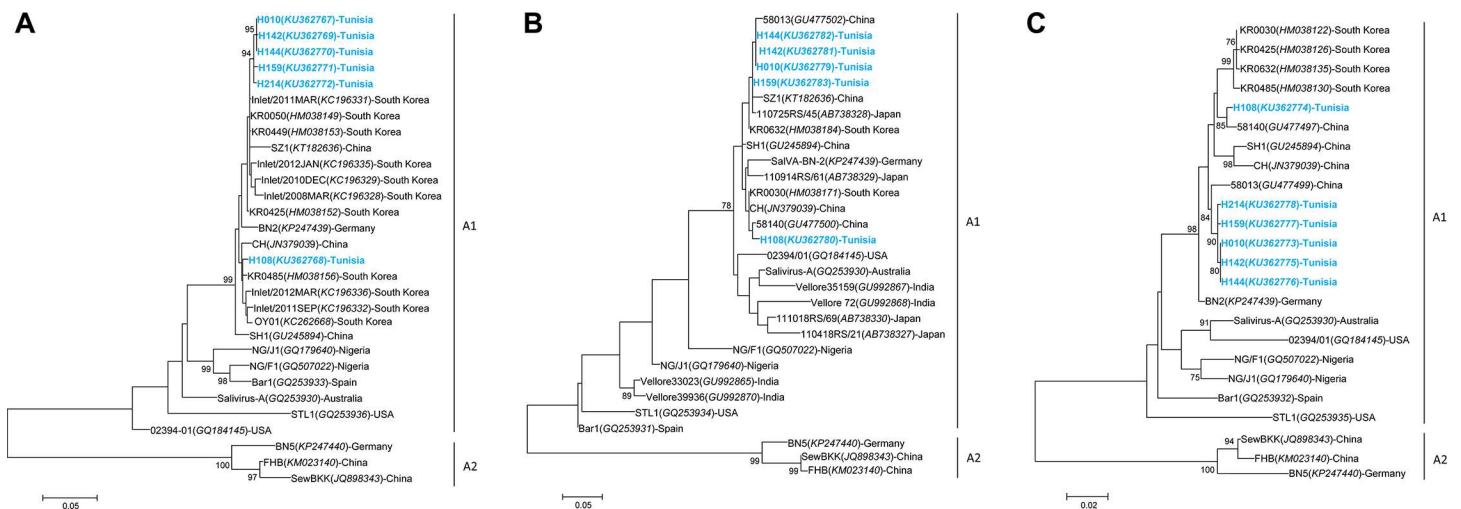 A
H010(KU362767)-Tunisia
95
H142(KU362769)-Tunisia
94
H144(KU362770)-Tunisia
H159(KU362771)-Tunisia
H214(KU362772)-Tunisia
Inlet/2011MAR(KC196331)-South Korea
KR0050(HM038149)-South Korea
KR0449(HM038153)-South Korea
SZ1(KT182636)-China
Inlet/2012JAN(KC196335)-South Korea
Inlet/2010DEC(KC196329)-South Korea
Inlet/2008MAR(KC196328)-South Korea
KR0425(HM038152)-South Korea
A1
BN2(KP247439)-Germany
CH(JN379039)-China
H108(KU362768)-Tunisia
99
KR0485(HM038156)-South Korea
Inlet/2012MAR(KC196336)-South Korea
Inlet/2011SEP(KC196332)-South Korea
OY01(KC262668)-South Korea
SH1(GU245894)-China
NG/J1(GQ179640)-Nigeria
99
NG/F1(GQ507022)-Nigeria
98
Bar1(GQ253933)-Spain
Salivirus-A(GQ253930)-Australia
STL1(GQ253936)-USA
02394-01(GQ184145)-USA
BN5(KP247440)-Germany
100
FHB(KM023140)-China
A2
97
SewBKK(JQ898343)-China
0.05
B
58013(GU477502)-China
H144(KU362782)-Tunisia
H142(KU362781)-Tunisia
H010(KU362779)-Tunisia
H159(KU362783)-Tunisia
SZ1(KT182636)-China
110725RS/45(AB738328)-Japan
KR0632(HM038184)-South Korea
SH1(GU245894)-China
SalVA-BN-2(KP247439)-Germany
110914RS/61(AB738329)-Japan
KR0030(HM038171)-South Korea
78
CH(JN379039)-China
58140(GU477500)-China
A1
H108(KU362780)-Tunisia
02394/01(GQ184145)-USA
Salivirus-A(GQ253930)-Australia
Vellore35159(GU992867)-India
Vellore 72(GU992868)-India
111018RS/69(AB738330)-Japan
110418RS/21(AB738327)-Japan
NG/F1(GQ507022)-Nigeria
NG/J1(GQ179640)-Nigeria
Vellore33023(GU992865)-India
89
Vellore39936(GU992870)-India
STL1(GQ253934)-USA
Bar1(GQ253931)-Spain
BN5(KP247440)-Germany
99
SewBKK(JQ898343)-China
A2
99
FHB(KM023140)-China
0.05
C
KR0030(HM038122)-South Korea
76
KR0425(HM038126)-South Korea
99
KR0632(HM038135)-South Korea
KR0485(HM038130)-South Korea
H108(KU362774)-Tunisia
85
58140(GU477497)-China
SH1(GU245894)-China
98
CH(JN379039)-China
58013(GU477499)-China
H214(KU362778)-Tunisia
84
A1
H159(KU362777)-Tunisia
98
90
H010(KU362773)-Tunisia
H142(KU362775)-Tunisia
80
H144(KU362776)-Tunisia
BN2(KP247439)-Germany
91
Salivirus-A(GQ253930)-Australia
02394/01(GQ184145)-USA
NG/F1(GQ507022)-Nigeria
75
NG/J1(GQ179640)-Nigeria
Bar1(GQ253932)-Spain
STL1(GQ253935)-USA
94
SewBKK(JQ898343)-China
FHB(KM023140)-China
A2
100
BN5(KP247440)-Germany
0.02